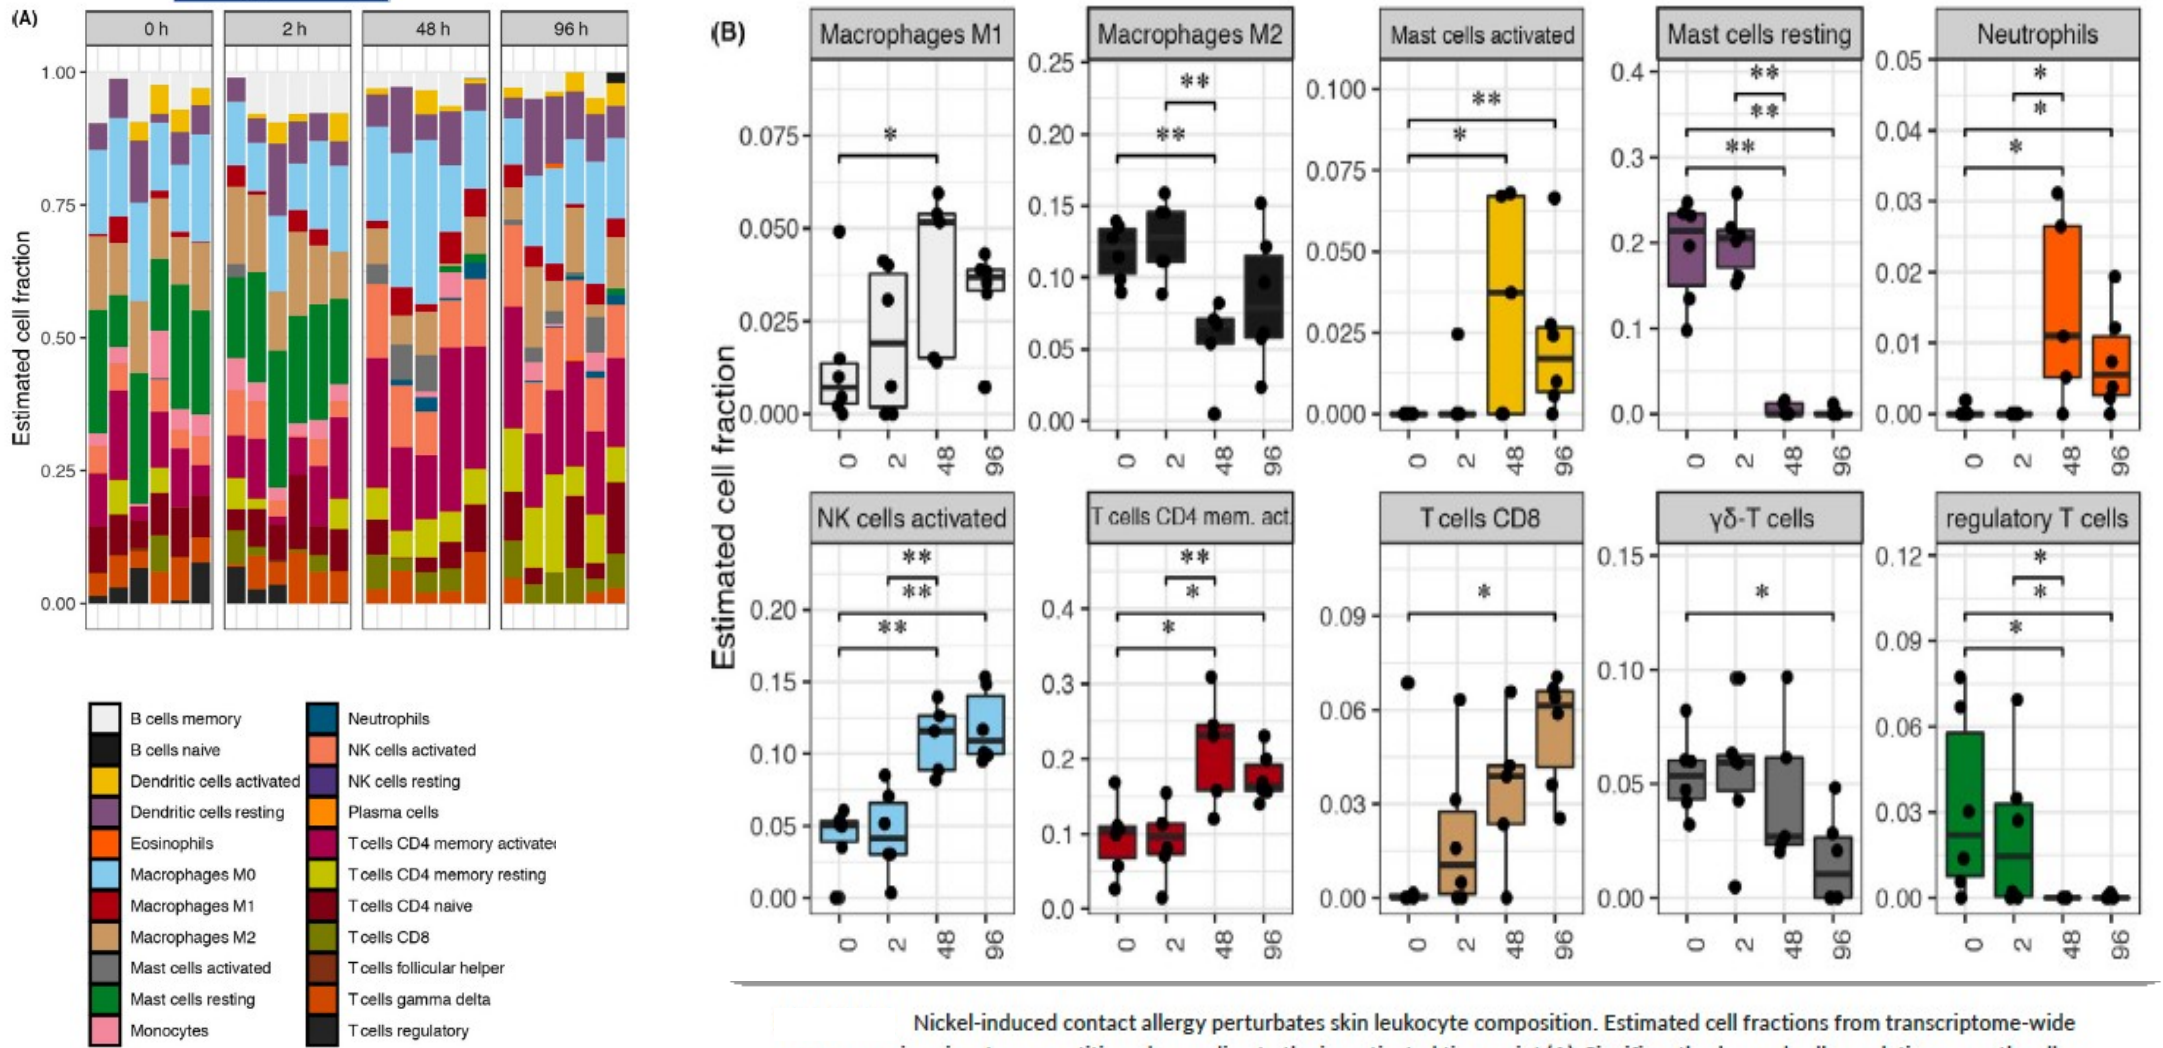 (A)
0 h 2 h 48 h 96 h
Estimated cell fraction
1.00
0.75
0.50
0.25
0.00
B cells memory
B cells naive
Dendritic cells activated
Dendritic cells resting
Eosinophils
Macrophages M0
Macrophages M1
Macrophages M2
Mast cells activated
Mast cells resting
Monocytes
Neutrophils
NK cells activated
NK cells resting
Plasma cells
T cells CD4 memory activate
T cells CD4 memory resting
T cells CD4 naive
T cells CD8
T cells follicular helper
T cells gamma delta
T cells regulatory
(B)
Estimated cell fraction
Macrophages M1
0.075
0.050
0.025
0.000
*
0 2 48 96
Macrophages M2
0.25
0.20
0.15
0.10
0.05
0.00
**
**
0 2 48 96
Mast cells activated
0.100
0.075
0.050
0.025
0.000
**
*
0 2 48 96
Mast cells resting
0.4
0.3
0.2
0.1
0.0
**
**
**
0 2 48 96
Neutrophils
0.05
0.04
0.03
0.02
0.01
0.00
*
*
*
0 2 48 96
NK cells activated
0.20
0.15
0.10
0.05
0.00
**
**
**
0 2 48 96
T cells CD4 mem. act.
0.4
0.3
0.2
0.1
0.0
**
*
*
0 2 48 96
T cells CD8
0.09
0.06
0.03
0.00
*
0 2 48 96
γδ-T cells
0.15
0.10
0.05
0.00
*
0 2 48 96
regulatory T cells
0.12
0.09
0.06
0.03
0.00
*
*
*
0 2 48 96
Nickel-induced contact allergy perturbates skin leukocyte composition. Estimated cell fractions from transcriptome-wide